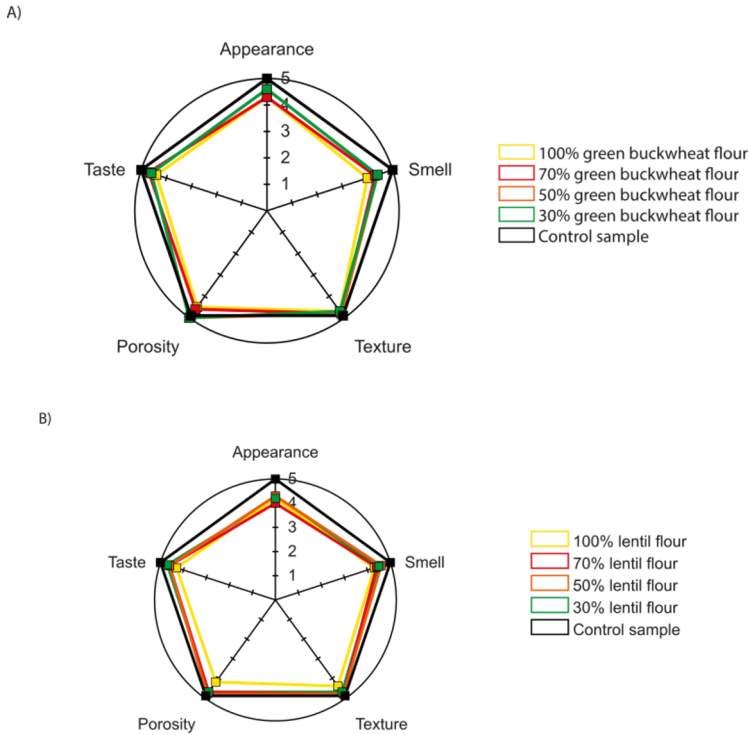 A)
Appearance
5
4
3
2
1
Taste
Smell
Porosity
Texture
100% green buckwheat flour
70% green buckwheat flour
50% green buckwheat flour
30% green buckwheat flour
Control sample
B)
Appearance
5
4
3
2
1
Taste
Smell
Porosity
Texture
100% lentil flour
70% lentil flour
50% lentil flour
30% lentil flour
Control sample